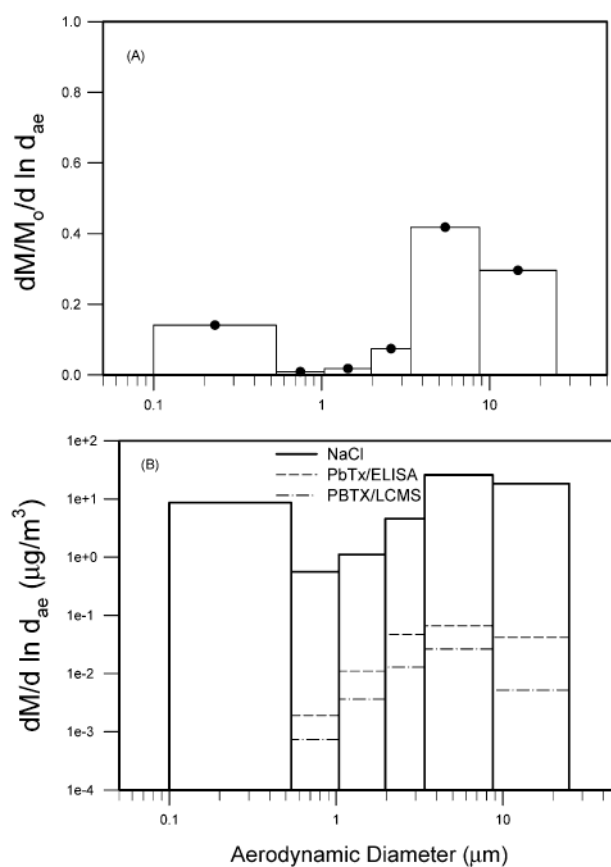 1.0
(A)
0.8
0.6
0.4
0.2
0.0
dM/Mo/d ln dae
0.1 1 10
1e+2
(B)
NaCl
PbTx/ELISA
PBTX/LCMS
1e+1
1e+0
1e-1
1e-2
1e-3
1e-4
dM/d ln dae (μg/m³)
0.1 1 10
Aerodynamic Diameter (μm)